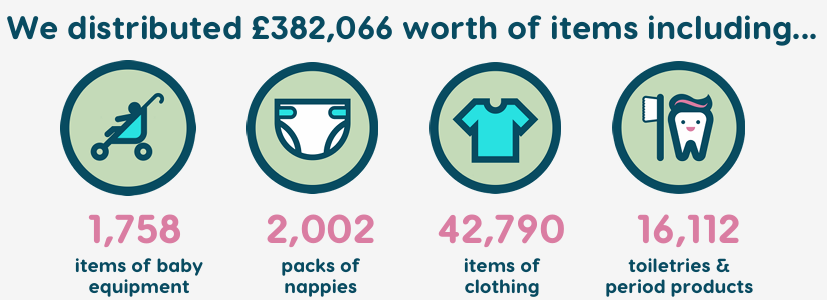 We distributed £382,066 worth of items including...
1,758 2,002 42,790 16,112
items of baby packs of items of toiletries &
equipment nappies clothing period products